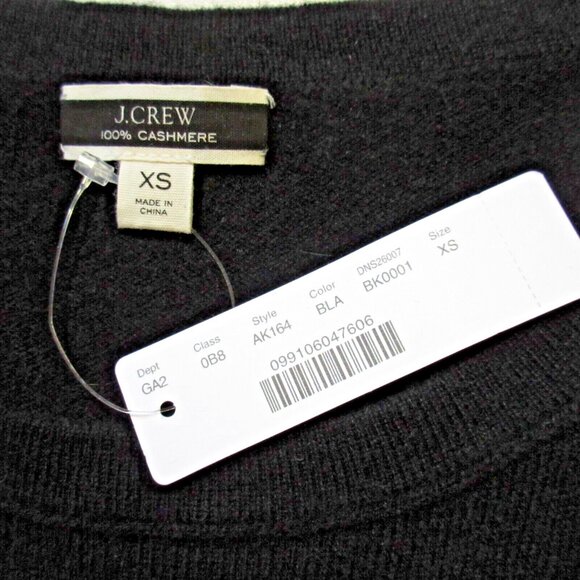 J.CREW
100% CASHMERE
XS
MADE IN
CHINA
Dept
GA2
Class
0B8
Style
AK164
Color
BLA
DNS26007
BK0001
Size
XS
099106047606